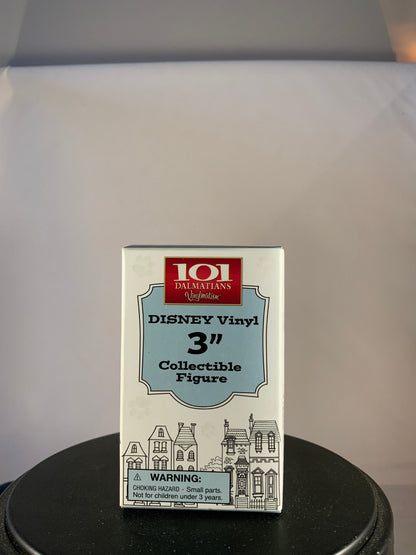 101
DALMATIANS
Vinylmation
DISNEY Vinyl
3”
Collectible
Figure
⚠ WARNING:
CHOKING HAZARD - Small parts.
Not for children under 3 years.